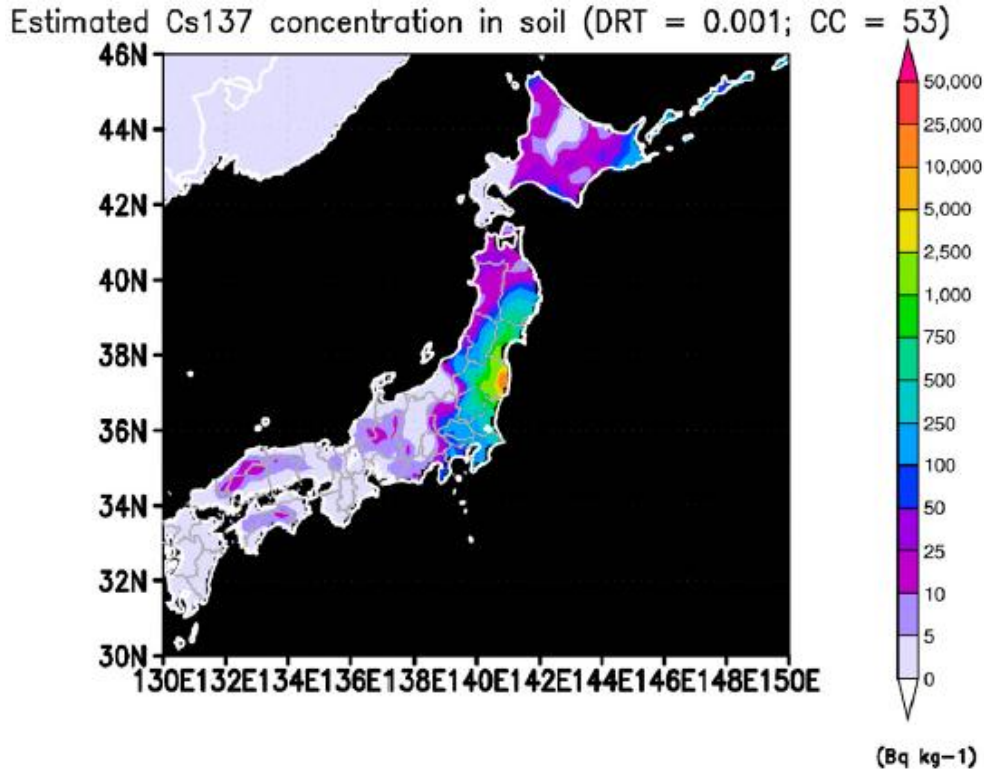 Estimated Cs137 concentration in soil (DRT = 0.001; CC = 53)
46N
44N
42N
40N
38N
36N
34N
32N
30N
130E132E134E136E138E140E142E144E146E148E150E
50,000
25,000
10,000
5,000
2,500
1,000
750
500
250
100
50
25
10
5
0
(Bq kg-1)